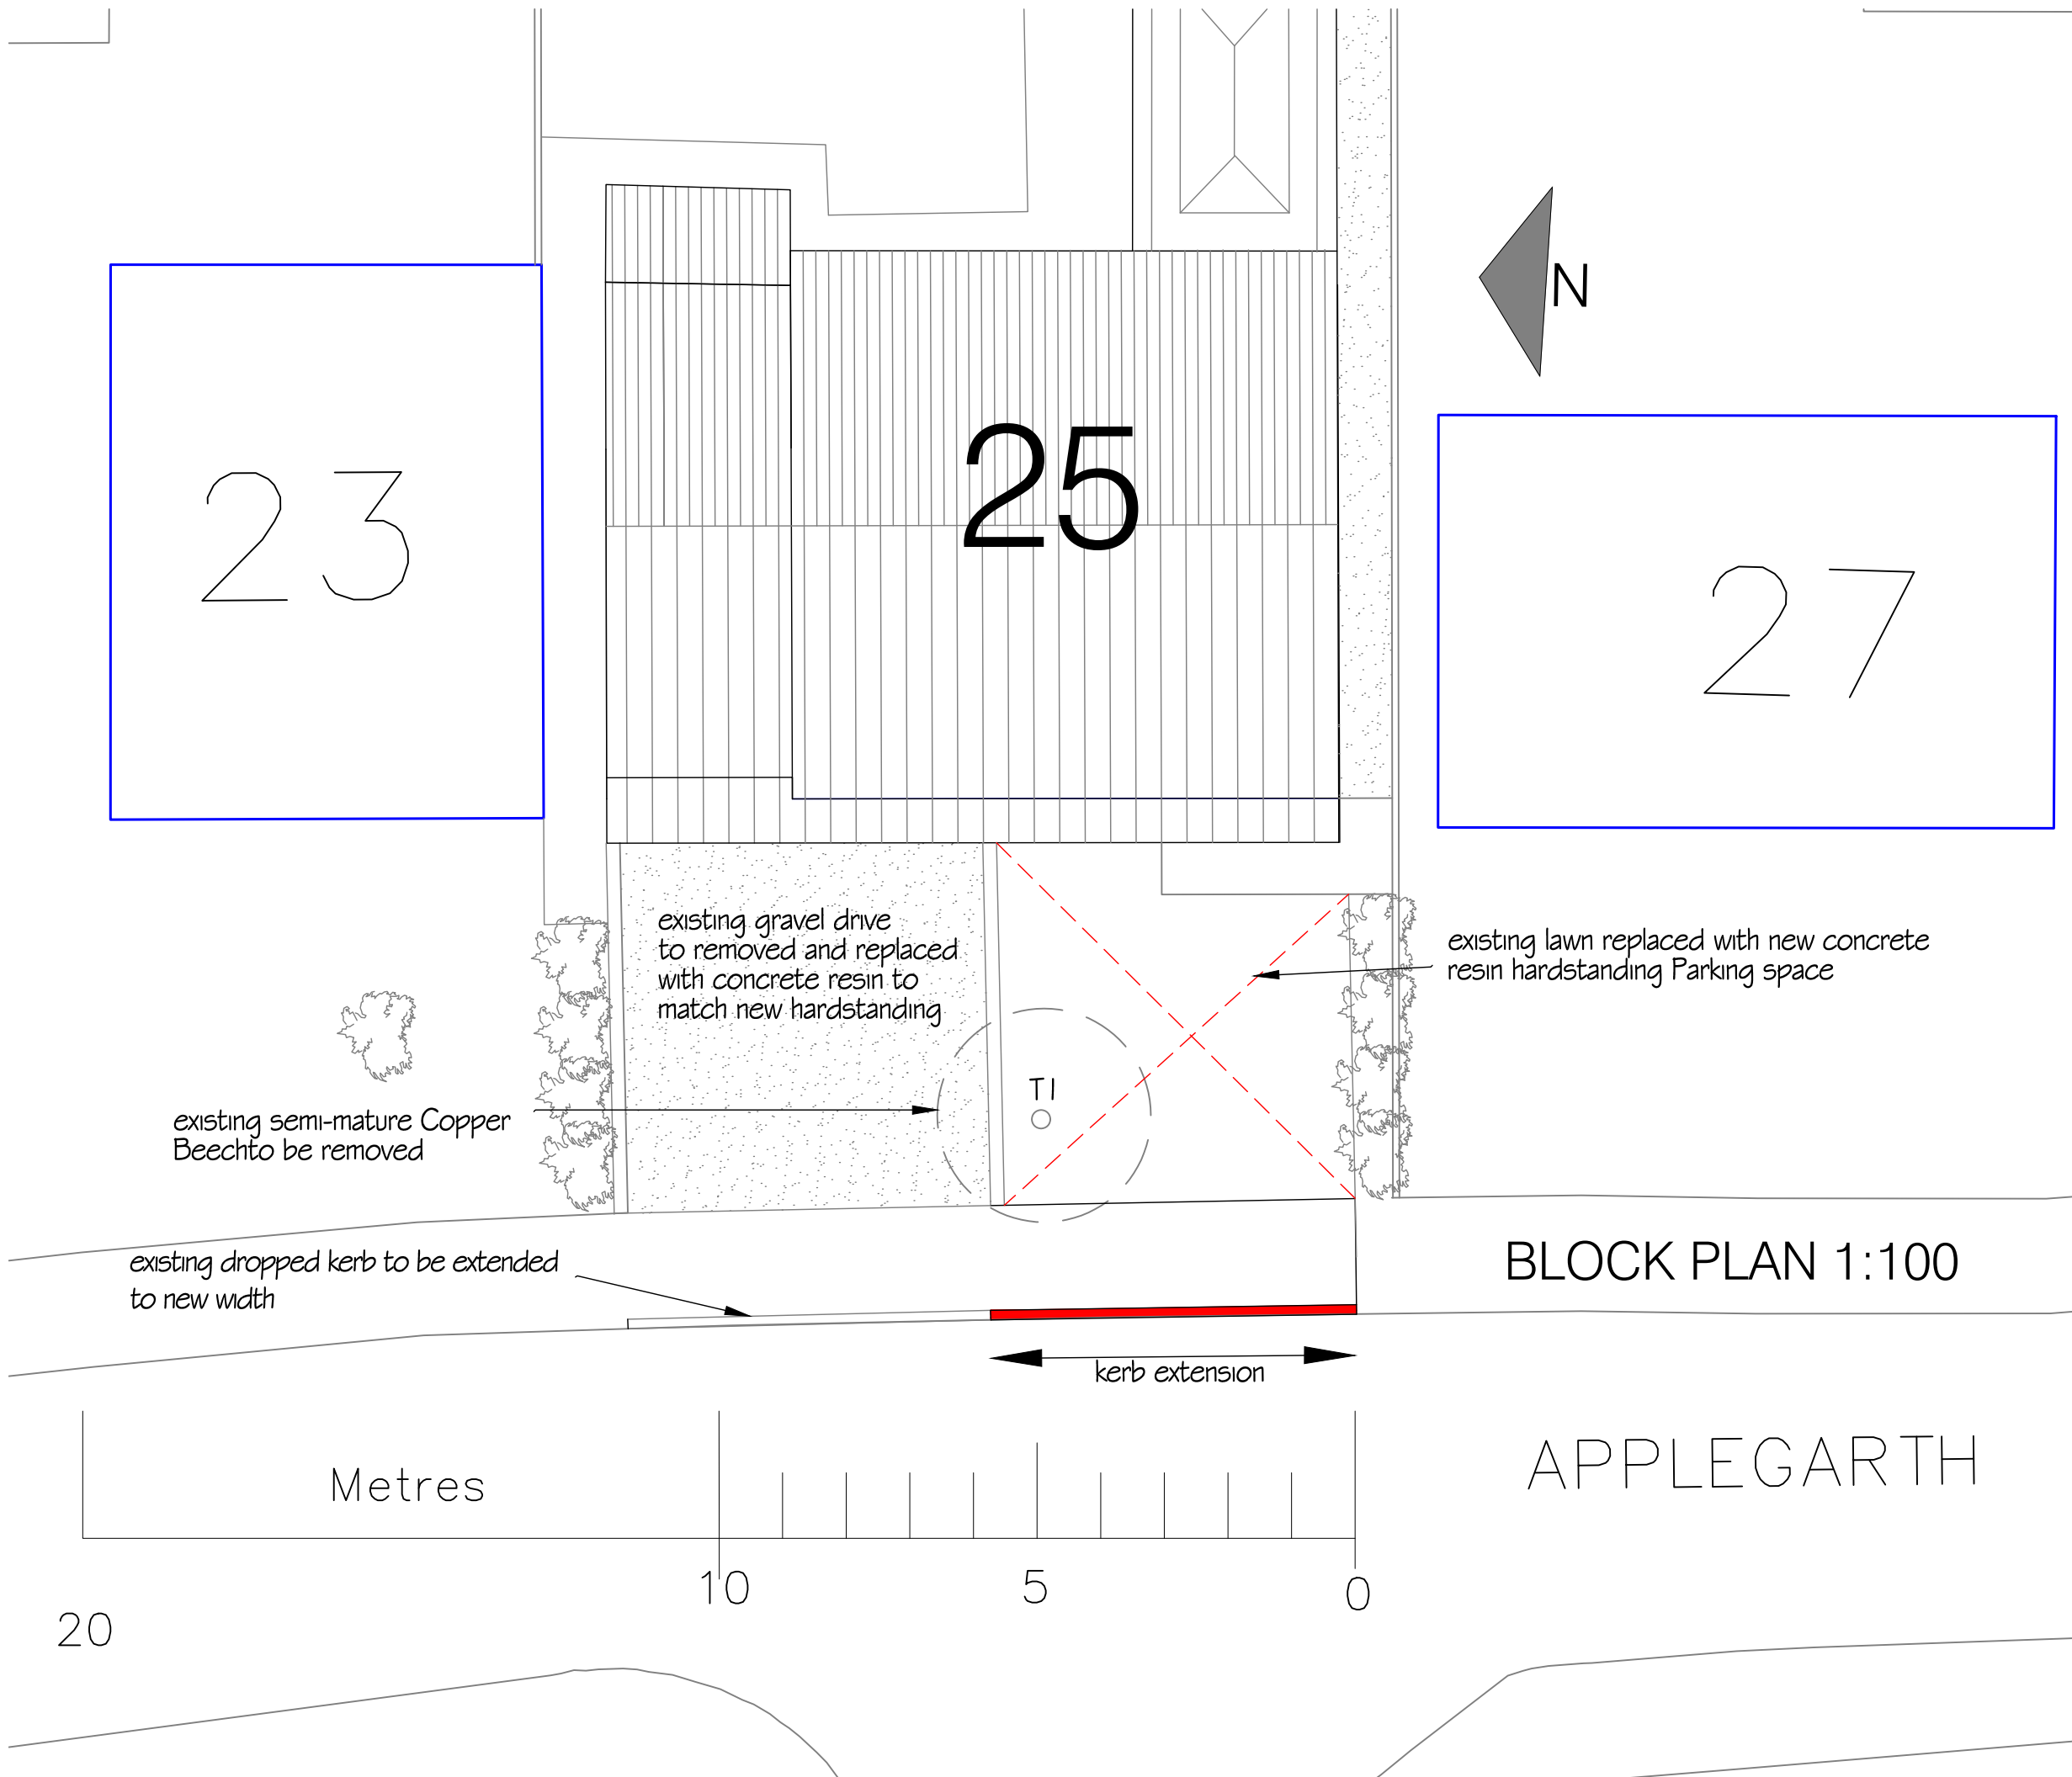 N
23
25
27
existing gravel drive
to removed and replaced
with concrete resin to
match new hardstanding
existing lawn replaced with new concrete
resin hardstanding Parking space
T1
existing semi-mature Copper
Beechto be removed
existing dropped kerb to be extended
to new width
BLOCK PLAN 1:100
kerb extension
APPLEGARTH
Metres
10
5
0
20